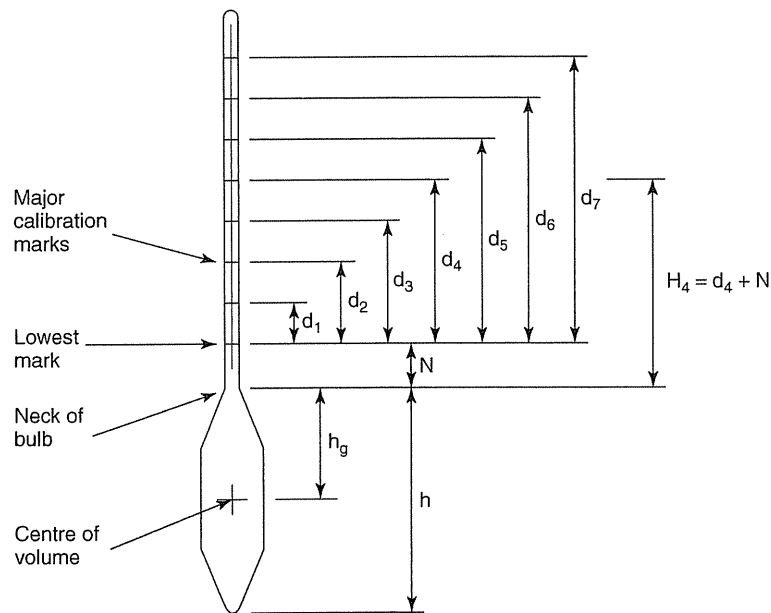 Major
calibration
marks
Lowest
mark
Neck of
bulb
Centre of
volume
d₁
d₂
d₃
d₄
d₅
d₆
d₇
N
H₄ = d₄ + N
h_g
h